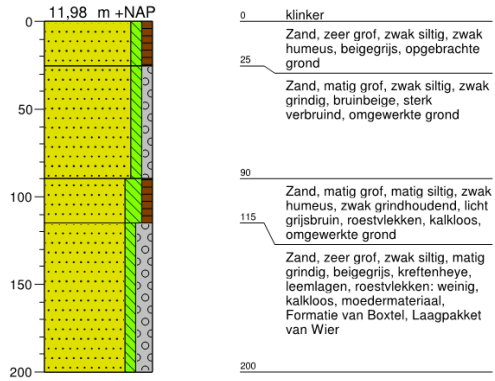 11,98 m +NAP
0
50
100
150
200
0 klinker
Zand, zeer grof, zwak siltig, zwak
humeus, beigegrijs, opgebrachte
grond
25
Zand, matig grof, zwak siltig, zwak
grindig, bruinbeige, sterk
verbruind, omgewerkte grond
90
Zand, matig grof, matig siltig, zwak
humeus, zwak grindhoudend, licht
grijsbruin, roestvlekken, kalkloos,
omgewerkte grond
115
Zand, zeer grof, zwak siltig, matig
grindig, beigegrijs, kreftenheye,
leemlagen, roestvlekken: weinig,
kalkloos, moedermateriaal,
Formatie van Boxtel, Laagpakket
van Wier
200